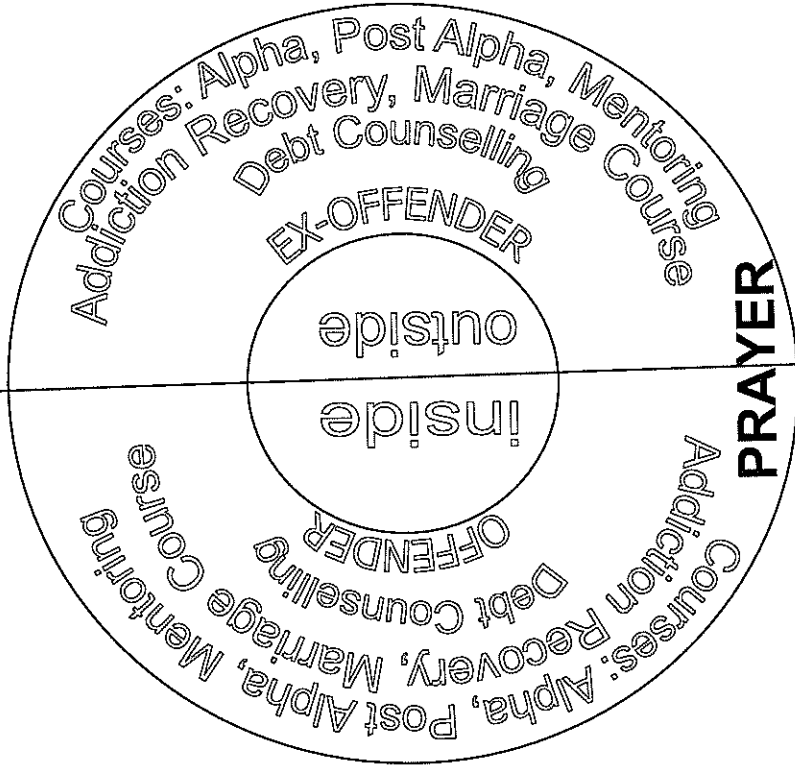 Courses: Alpha, Post Alpha, Mentoring
Addiction Recovery, Marriage Course
Debt Counselling
EX-OFFENDER
outside
inside
OFFENDER
Debt Counselling
Addiction Recovery, Marriage Course
Courses: Alpha, Post Alpha, Mentoring
PRAYER